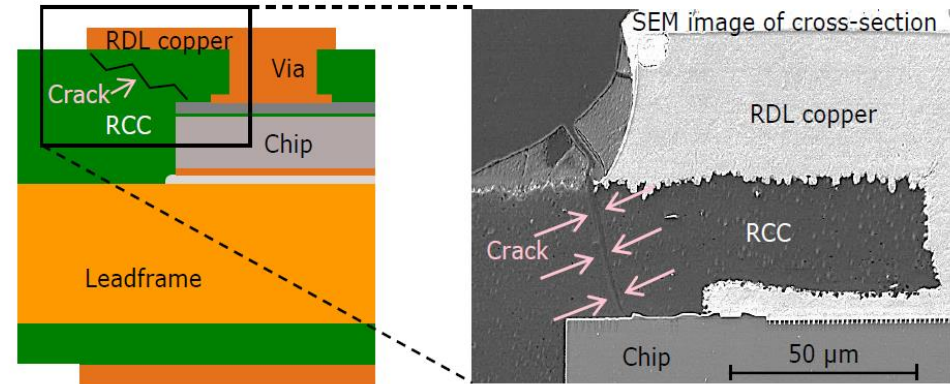 RDL copper
Via
Crack
RCC
Chip
Leadframe
SEM image of cross-section
RDL copper
Crack
RCC
Chip
50 µm